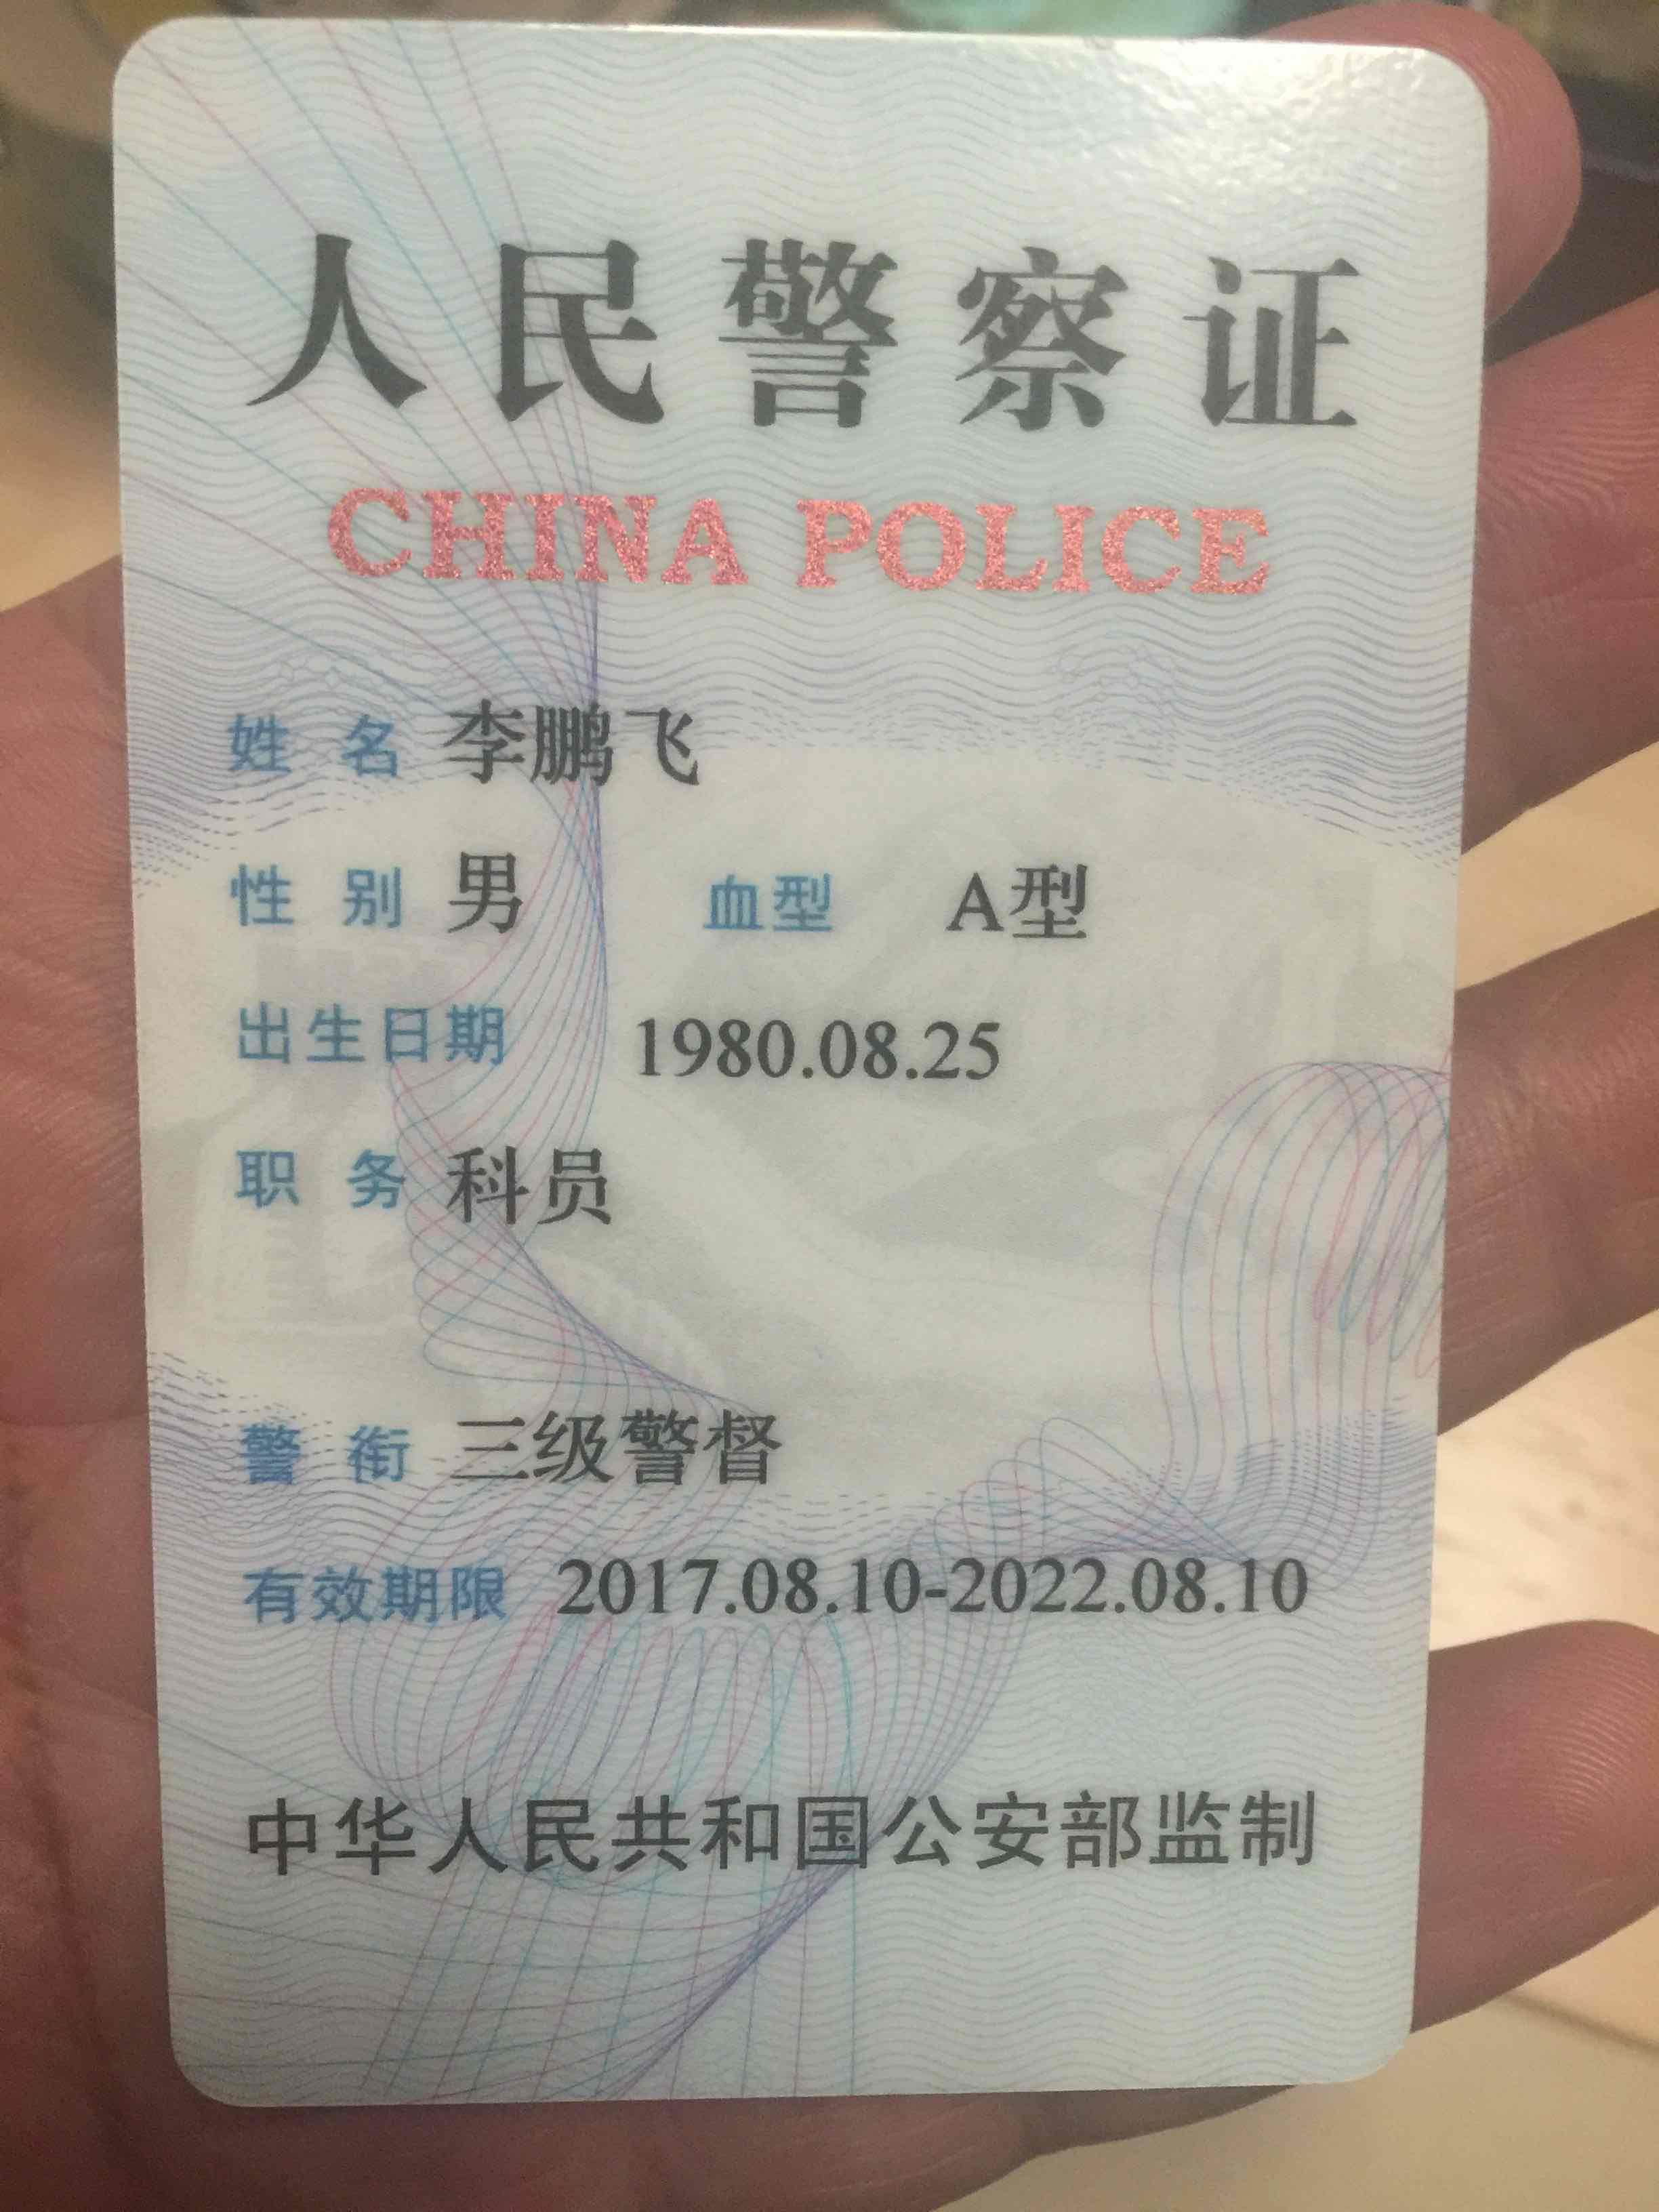 人民警察证
CHINA POLICE
姓名 李鹏飞
性别 男 血型 A型
出生日期 1980.08.25
职务 科员
警衔 三级警督
有效期限 2017.08.10-2022.08.10
中华人民共和国公安部监制